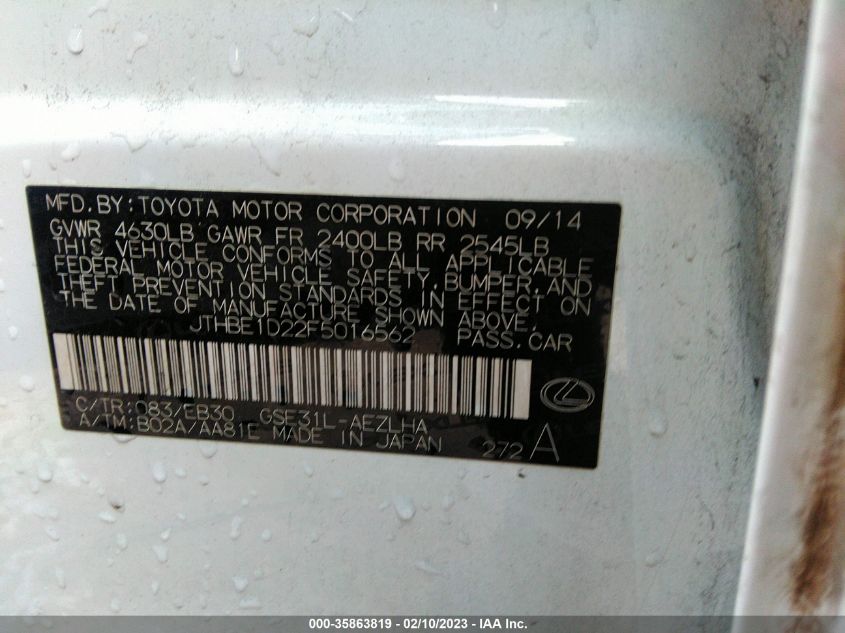 MFD.BY:TOYOTA MOTOR CORPORATION 09/14
GVWR 4630LB GAWR FR 2400LB RR 2545LB
THIS VEHICLE CONFORMS TO ALL APPLICABLE
FEDERAL MOTOR VEHICLE SAFETY,BUMPER,AND
THEFT PREVENTION STANDARDS IN EFFECT ON
THE DATE OF MANUFACTURE SHOWN ABOVE.
JTHBE1D22F5016562 PASS.CAR
C/TR:083/EB30 GSE31L-AEZLHA
A/TM:B02A/AA81E MADE IN JAPAN 272 A
000-35863819 - 02/10/2023 - IAA Inc.